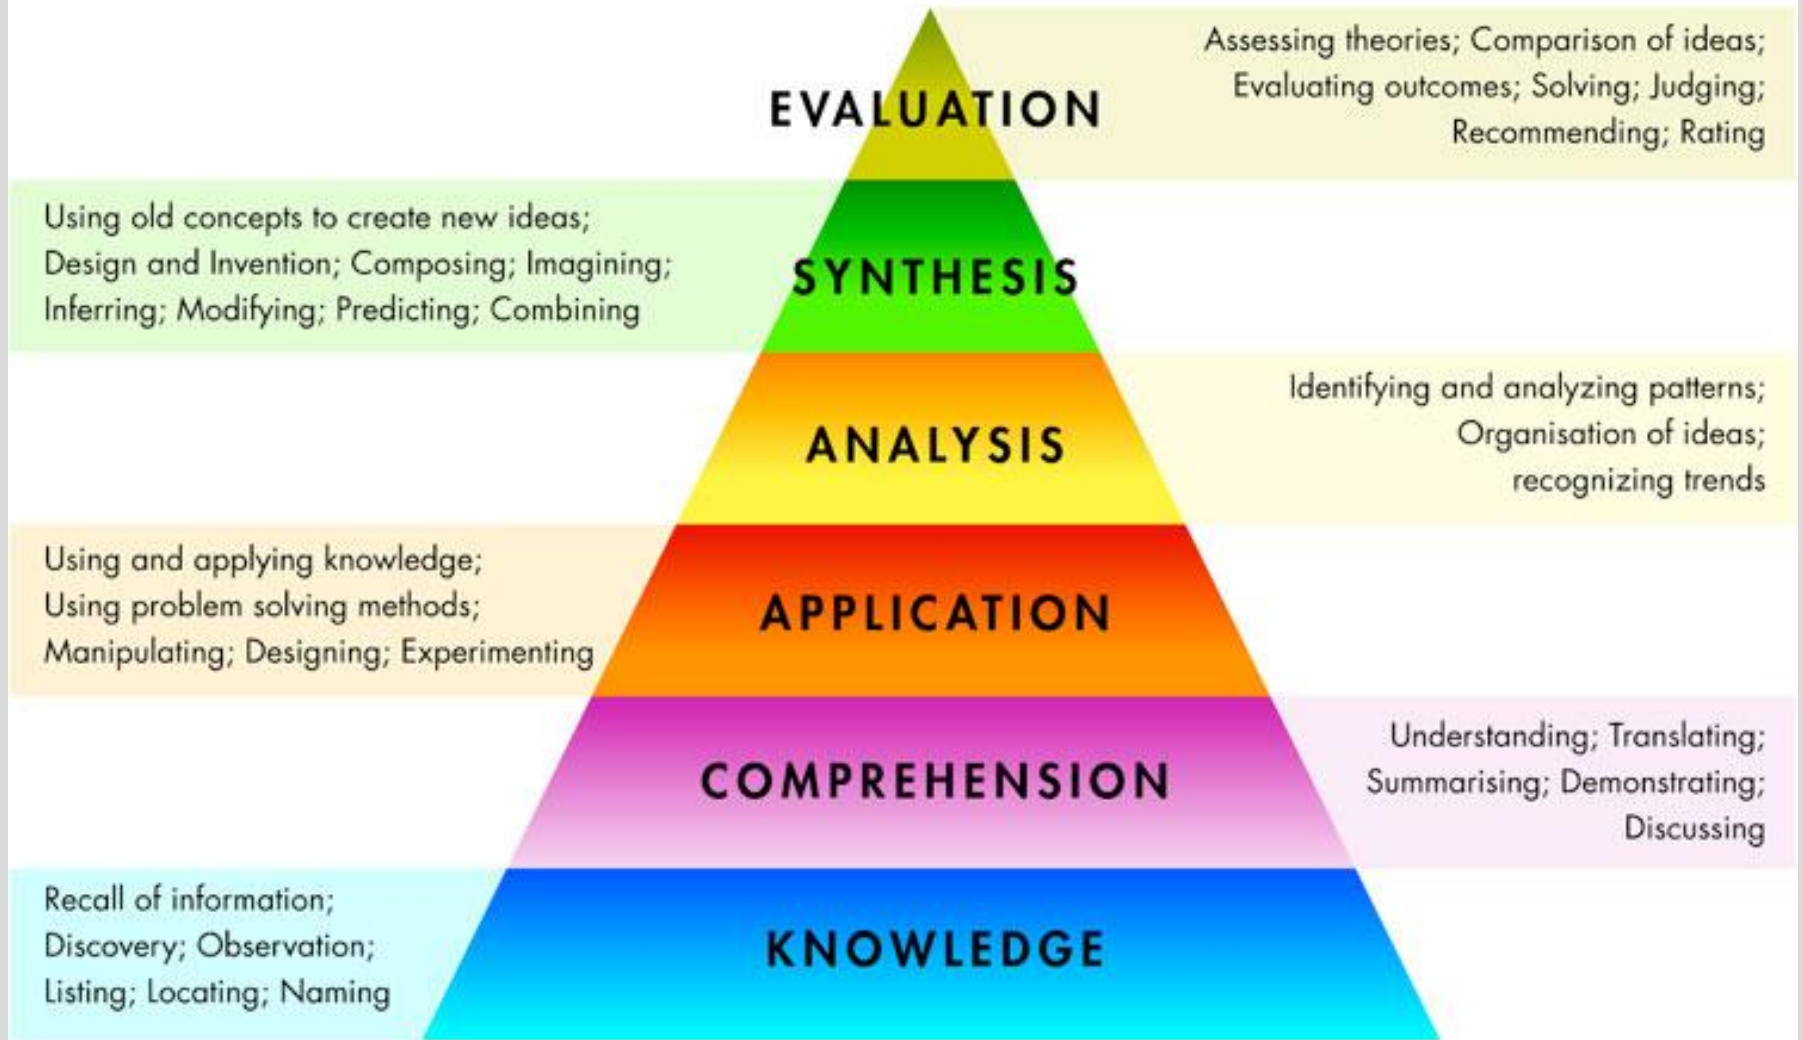 EVALUATION
Assessing theories; Comparison of ideas;
Evaluating outcomes; Solving; Judging;
Recommending; Rating
Using old concepts to create new ideas;
Design and Invention; Composing; Imagining;
Inferring; Modifying; Predicting; Combining
SYNTHESIS
ANALYSIS
Identifying and analyzing patterns;
Organisation of ideas;
recognizing trends
Using and applying knowledge;
Using problem solving methods;
Manipulating; Designing; Experimenting
APPLICATION
COMPREHENSION
Understanding; Translating;
Summarising; Demonstrating;
Discussing
Recall of information;
Discovery; Observation;
Listing; Locating; Naming
KNOWLEDGE